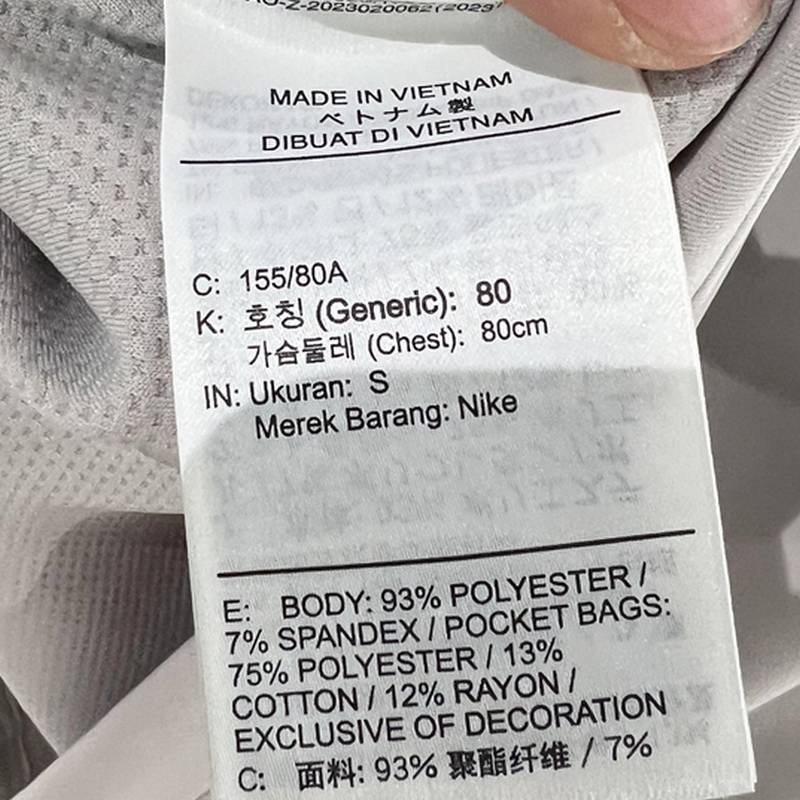 Z-2023020062(2023
MADE IN VIETNAM
ベトナム製
DIBUAT DI VIETNAM
C: 155/80A
K: 호칭 (Generic): 80
가슴둘레 (Chest): 80cm
IN: Ukuran: S
Merek Barang: Nike
E: BODY: 93% POLYESTER /
7% SPANDEX / POCKET BAGS:
75% POLYESTER / 13%
COTTON / 12% RAYON /
EXCLUSIVE OF DECORATION
C: 面料: 93% 聚酯纤维 / 7%